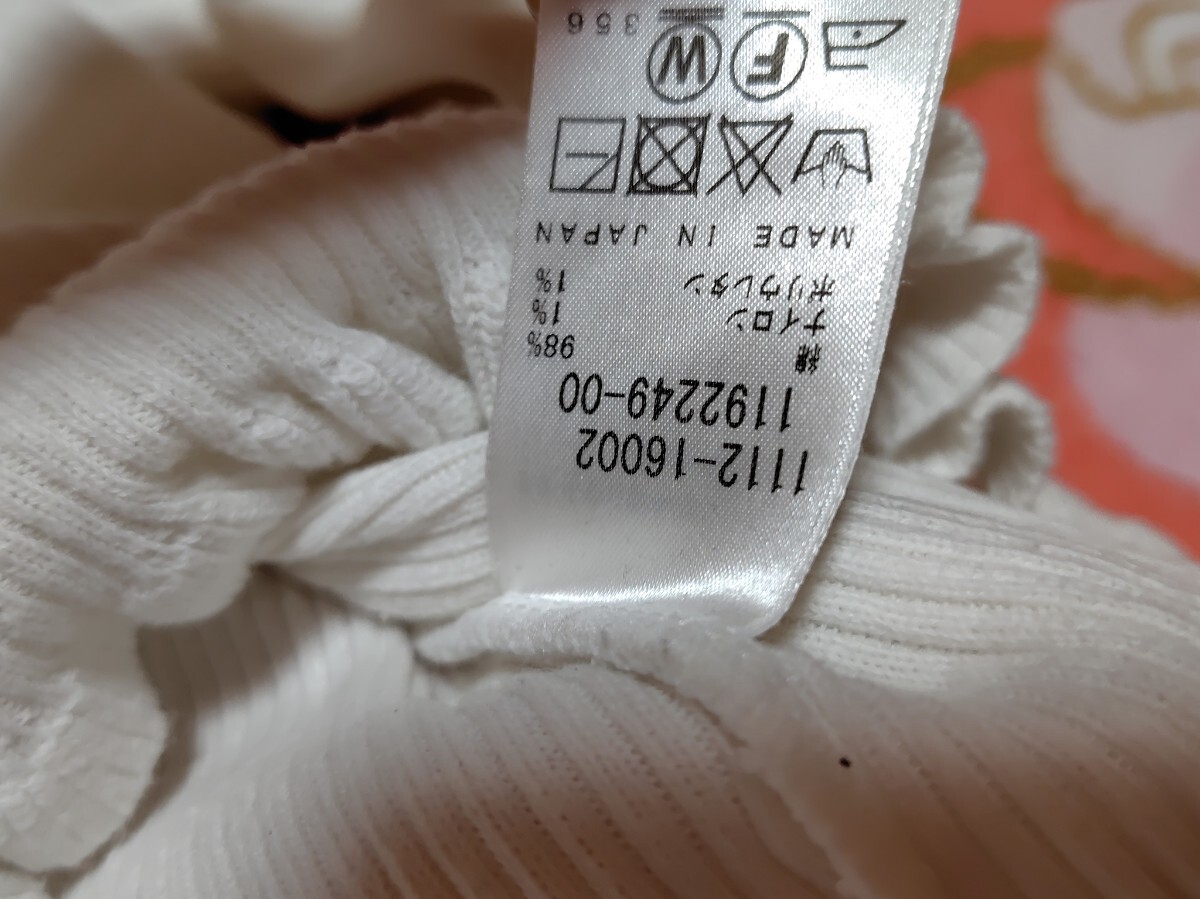 1112-16002
1192249-00
綿 98%
ナイロン 1%
ポリウレタン 1%
MADE IN JAPAN
F W
356